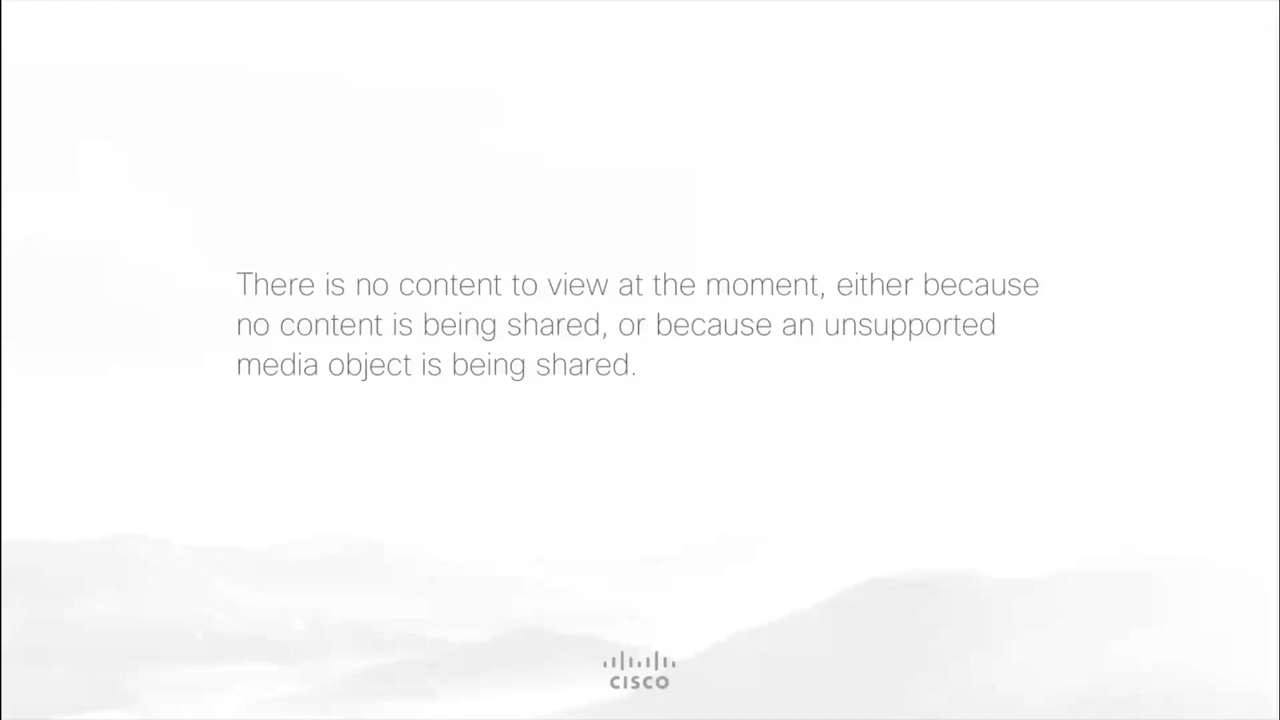 There is no content to view at the moment, either because
no content is being shared, or because an unsupported
media object is being shared.
CISCO